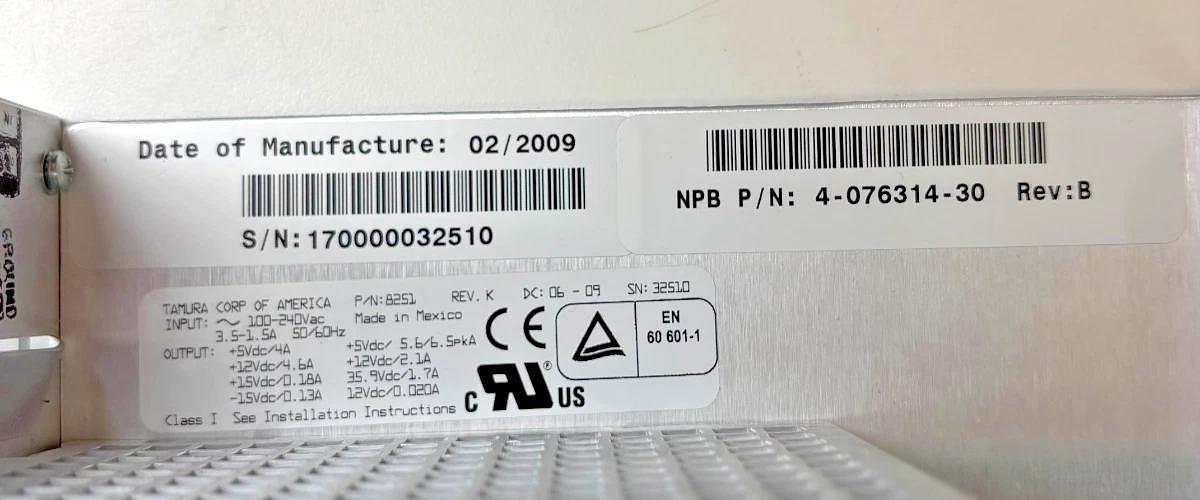 Date of Manufacture: 02/2009
S/N:170000032510
NPB P/N: 4-076314-30 Rev:B
TAMURA CORP OF AMERICA P/N:8251 REV. K DC: 06 - 09 SN: 32510
INPUT: ~ 100-240Vac Made in Mexico
3.5-1.5A 50/60Hz
OUTPUT: +5Vdc/4A +5Vdc/ 5.6/6.5pkA
+12Vdc/4.6A +12Vdc/2.1A
+15Vdc/0.18A 35.9Vdc/1.7A
-15Vdc/0.13A 12Vdc/0.020A
Class I See Installation Instructions
CE
EN
60 601-1
C RU ® US
GROUND